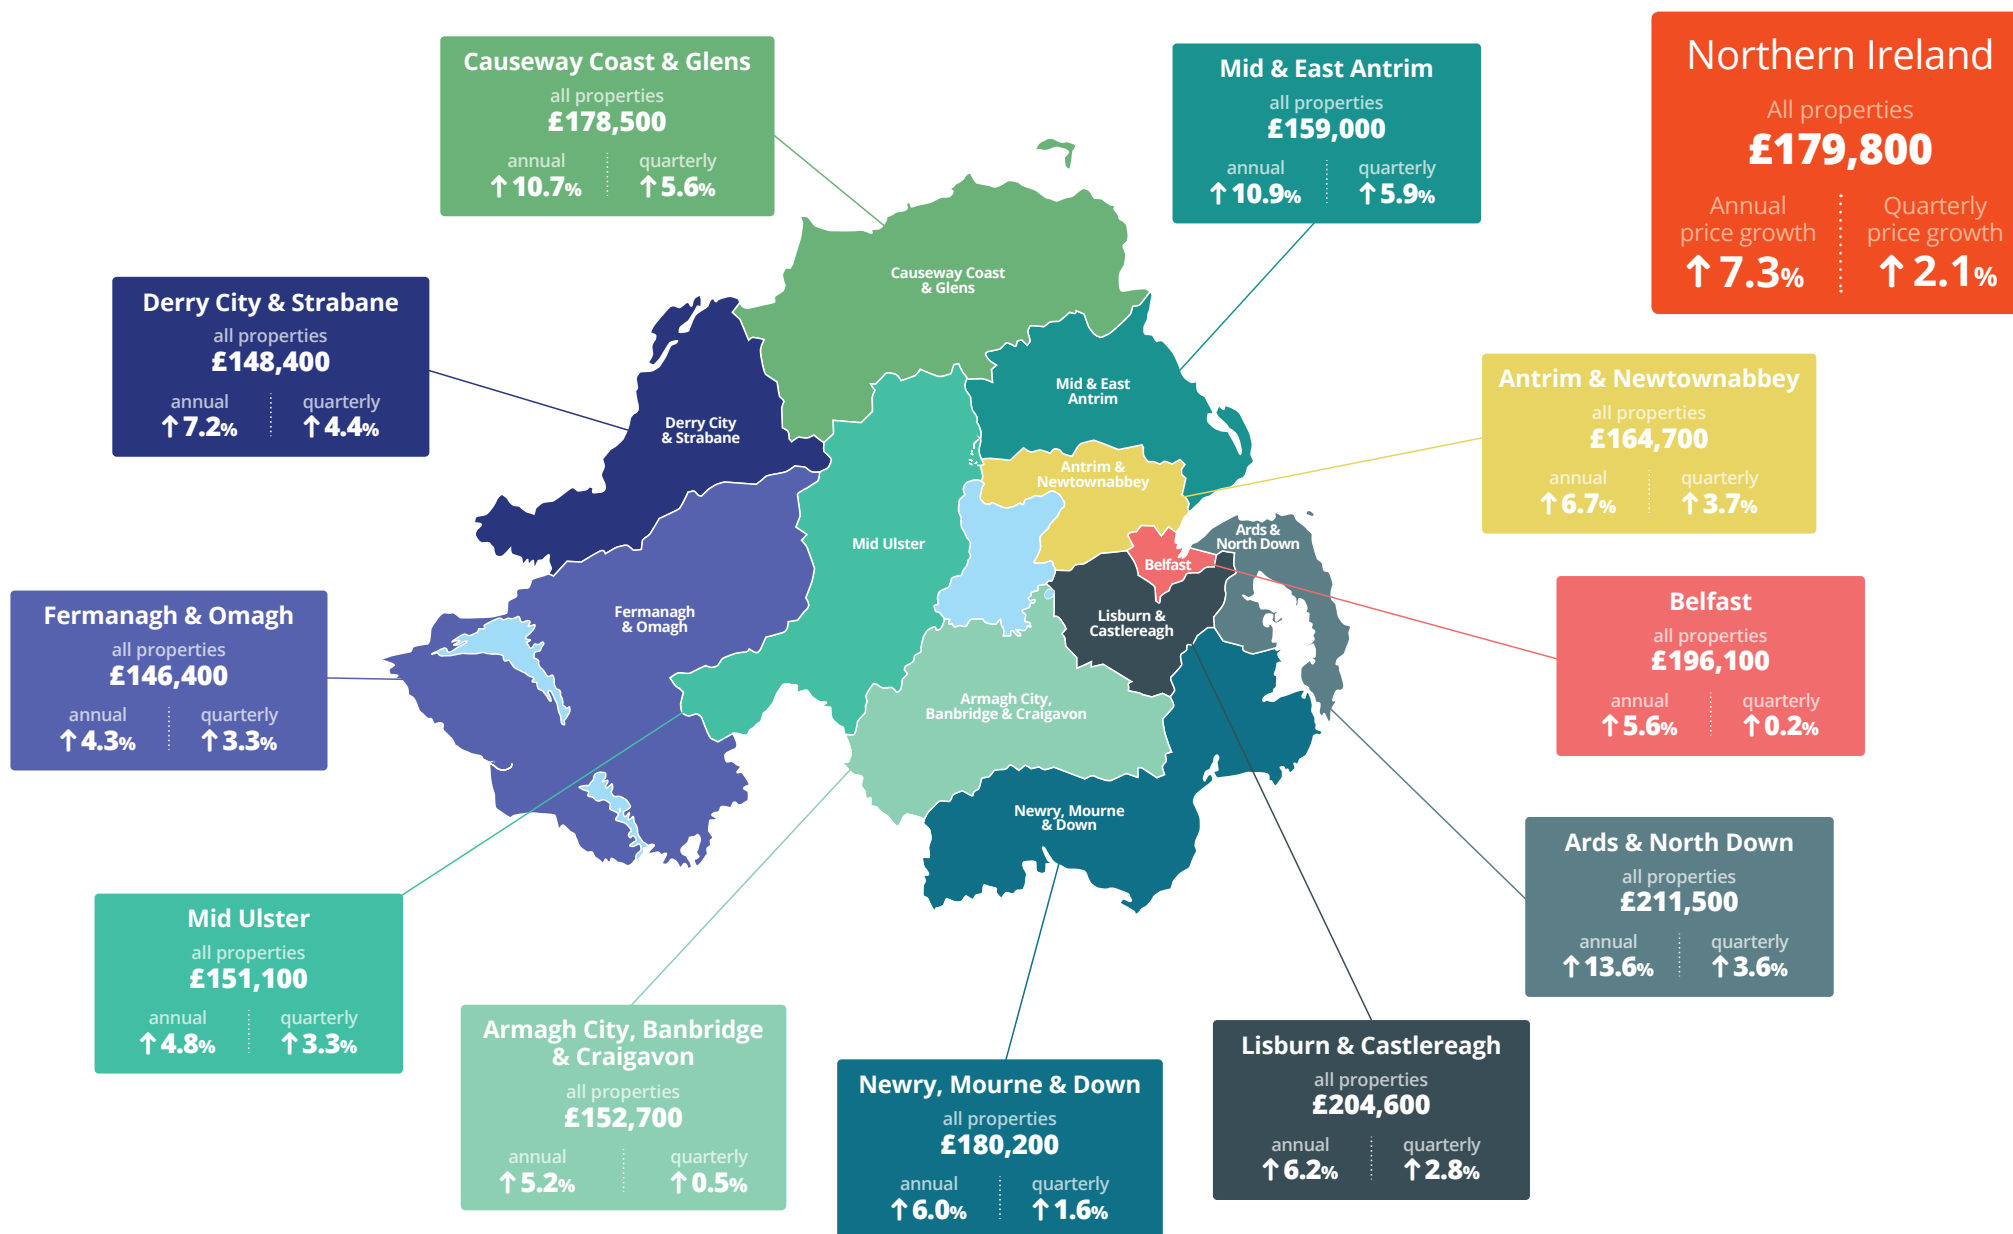 Causeway Coast & Glens
all properties
£178,500
annual quarterly
↑10.7% ↑5.6%
Mid & East Antrim
all properties
£159,000
annual quarterly
↑10.9% ↑5.9%
Northern Ireland
All properties
£179,800
Annual Quarterly
price growth price growth
↑7.3% ↑2.1%
Derry City & Strabane
all properties
£148,400
annual quarterly
↑7.2% ↑4.4%
Causeway Coast
& Glens
Mid & East
Antrim
Derry City
& Strabane
Antrim &
Newtownabbey
Mid Ulster
Ards &
North Down
Belfast
Fermanagh
& Omagh
Lisburn &
Castlereagh
Armagh City,
Banbridge & Craigavon
Newry, Mourne
& Down
Antrim & Newtownabbey
all properties
£164,700
annual quarterly
↑6.7% ↑3.7%
Fermanagh & Omagh
all properties
£146,400
annual quarterly
↑4.3% ↑3.3%
Belfast
all properties
£196,100
annual quarterly
↑5.6% ↑0.2%
Ards & North Down
all properties
£211,500
annual quarterly
↑13.6% ↑3.6%
Mid Ulster
all properties
£151,100
annual quarterly
↑4.8% ↑3.3%
Armagh City, Banbridge
& Craigavon
all properties
£152,700
annual quarterly
↑5.2% ↑0.5%
Newry, Mourne & Down
all properties
£180,200
annual quarterly
↑6.0% ↑1.6%
Lisburn & Castlereagh
all properties
£204,600
annual quarterly
↑6.2% ↑2.8%